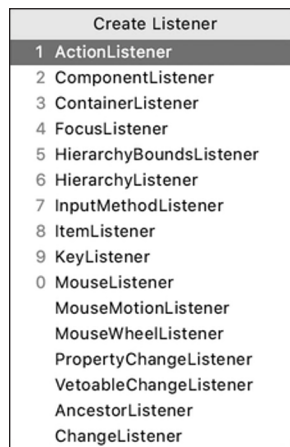 Create Listener
1 ActionListener
2 ComponentListener
3 ContainerListener
4 FocusListener
5 HierarchyBoundsListener
6 HierarchyListener
7 InputMethodListener
8 ItemListener
9 KeyListener
0 MouseListener
MouseMotionListener
MouseWheelListener
PropertyChangeListener
VetoableChangeListener
AncestorListener
ChangeListener